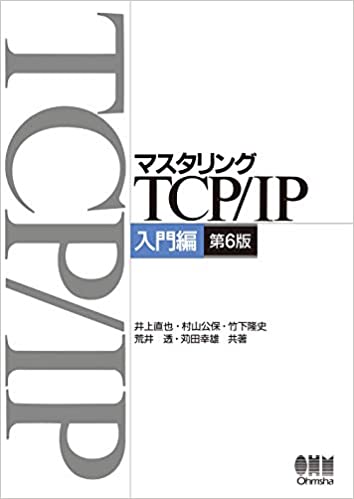 TCP/IP
マスタリング
TCP/IP
入門編 第6版
井上直也・村山公保・竹下隆史
荒井 透・苅田幸雄 共著
OHM
Ohmsha